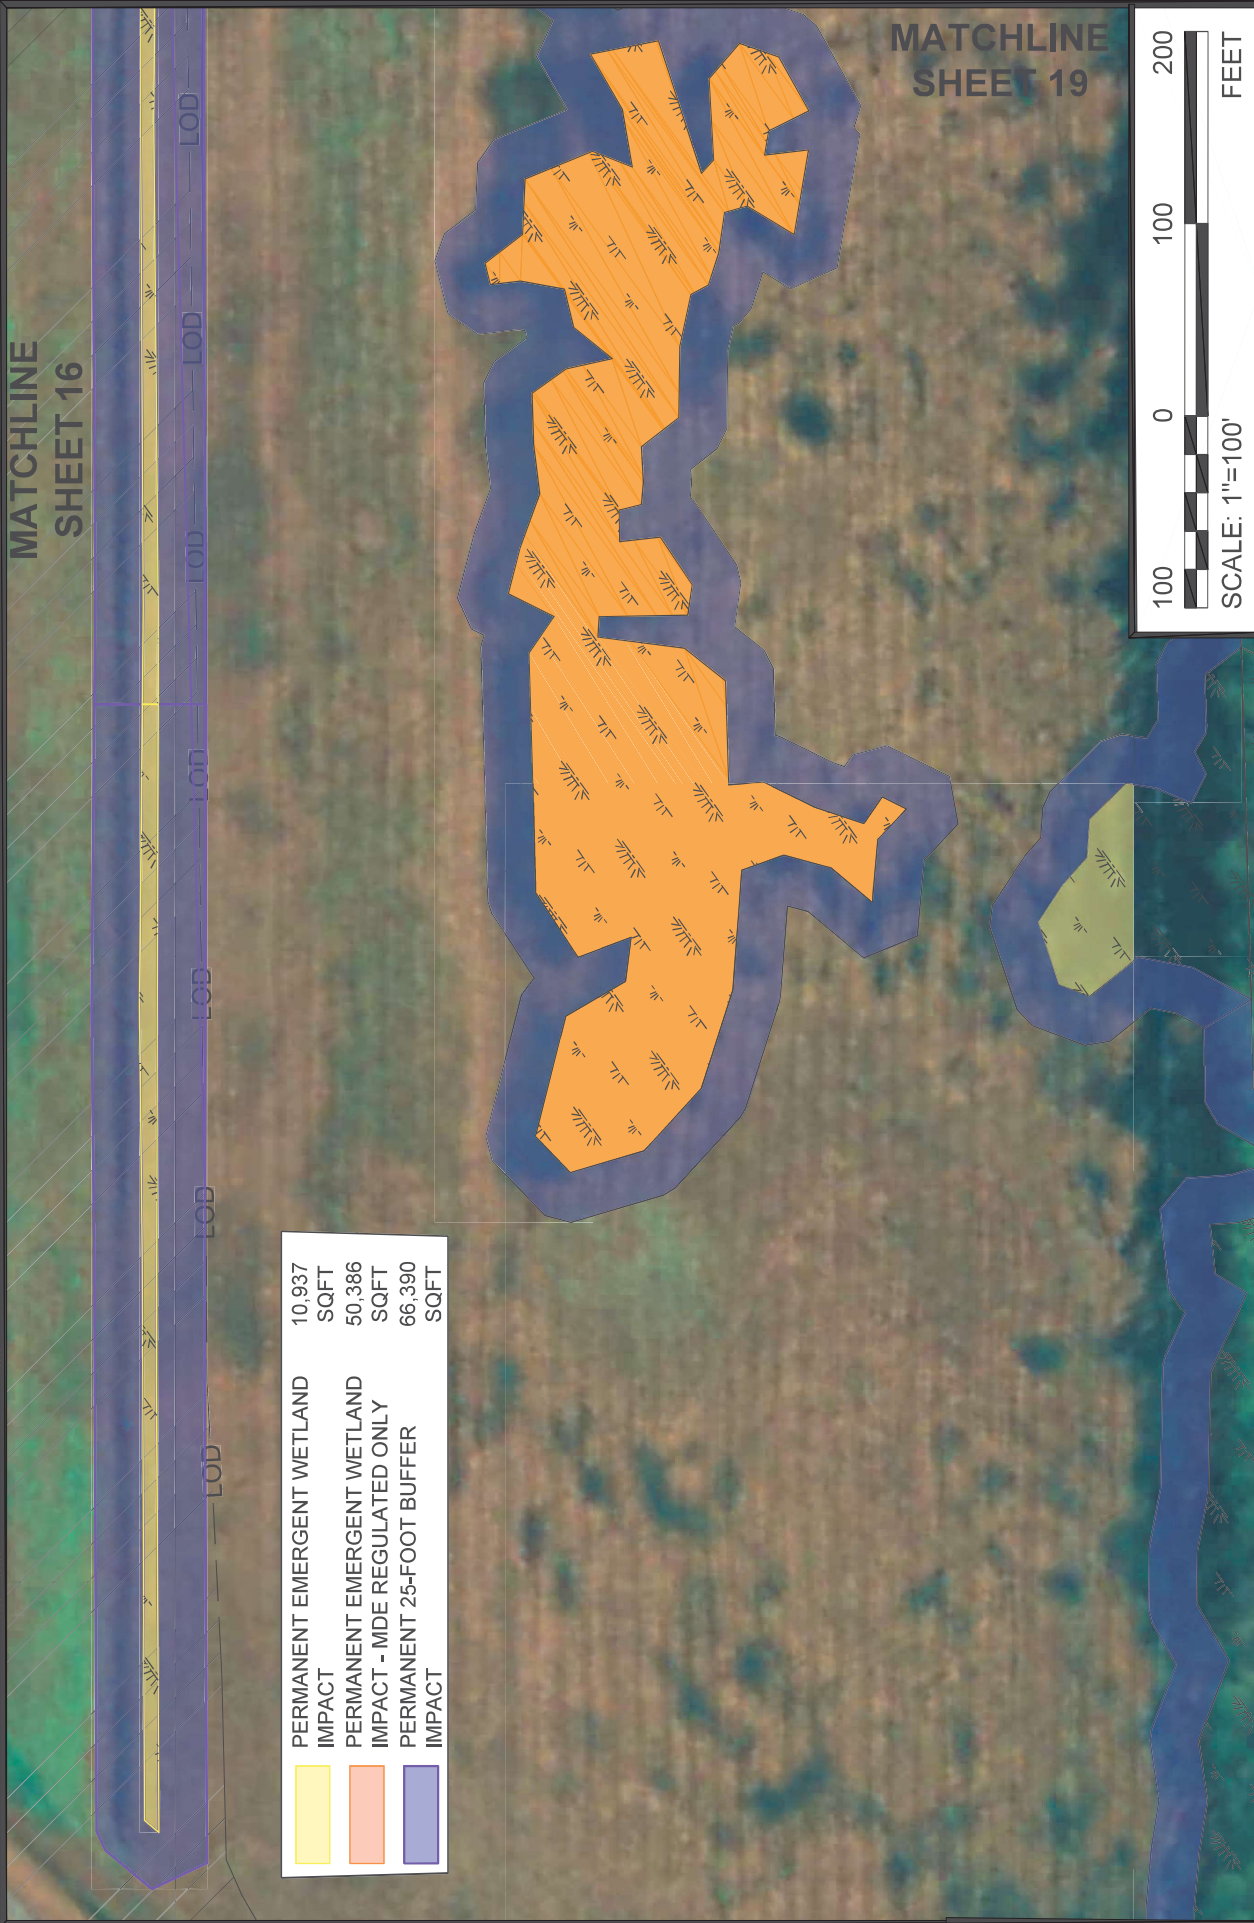 MATCHLINE
SHEET 16
MATCHLINE
SHEET 19
LOD
LOD
LOD
LOD
LOD
LOD
LOD
PERMANENT EMERGENT WETLAND
IMPACT
10,937
SQFT
PERMANENT EMERGENT WETLAND
IMPACT - MDE REGULATED ONLY
50,386
SQFT
PERMANENT 25-FOOT BUFFER
IMPACT
66,390
SQFT
100 0 100 200
SCALE: 1"=100' FEET